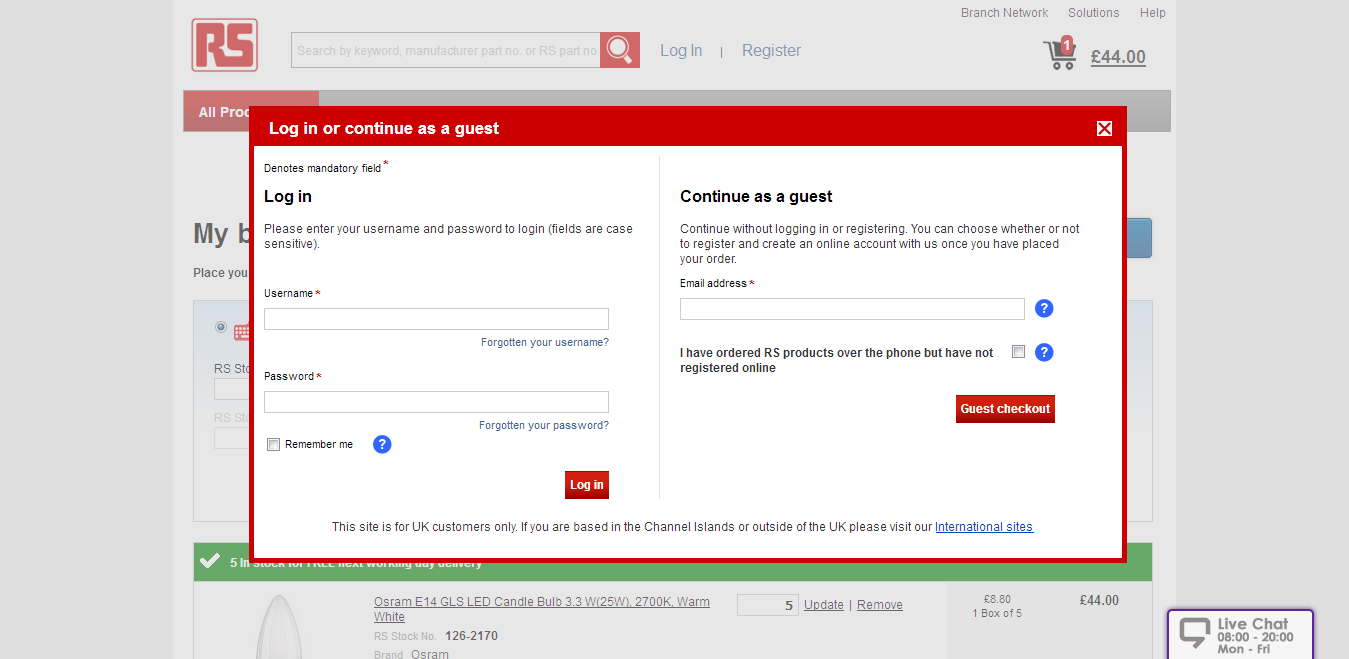 Branch Network Solutions Help
RS
Search by keyword, manufacturer part no. or RS part no
Log In | Register
1
£44.00
All Proc
Log in or continue as a guest
Denotes mandatory field *
Log in
Please enter your username and password to login (fields are case
sensitive).
Username *
Forgotten your username?
Password *
Forgotten your password?
Remember me ?
Log in
Continue as a guest
Continue without logging in or registering. You can choose whether or not
to register and create an online account with us once you have placed
your order.
Email address *
?
I have ordered RS products over the phone but have not
registered online
?
Guest checkout
This site is for UK customers only. If you are based in the Channel Islands or outside of the UK please visit our International sites
My b
Place you
RS Sto
RS Sto
5 In stock for FREE next working day delivery
Osram E14 GLS LED Candle Bulb 3.3 W(25W), 2700K, Warm
White
RS Stock No. 126-2170
Brand Osram
5 Update | Remove
£8.80
1 Box of 5
£44.00
Live Chat
08:00 - 20:00
Mon - Fri